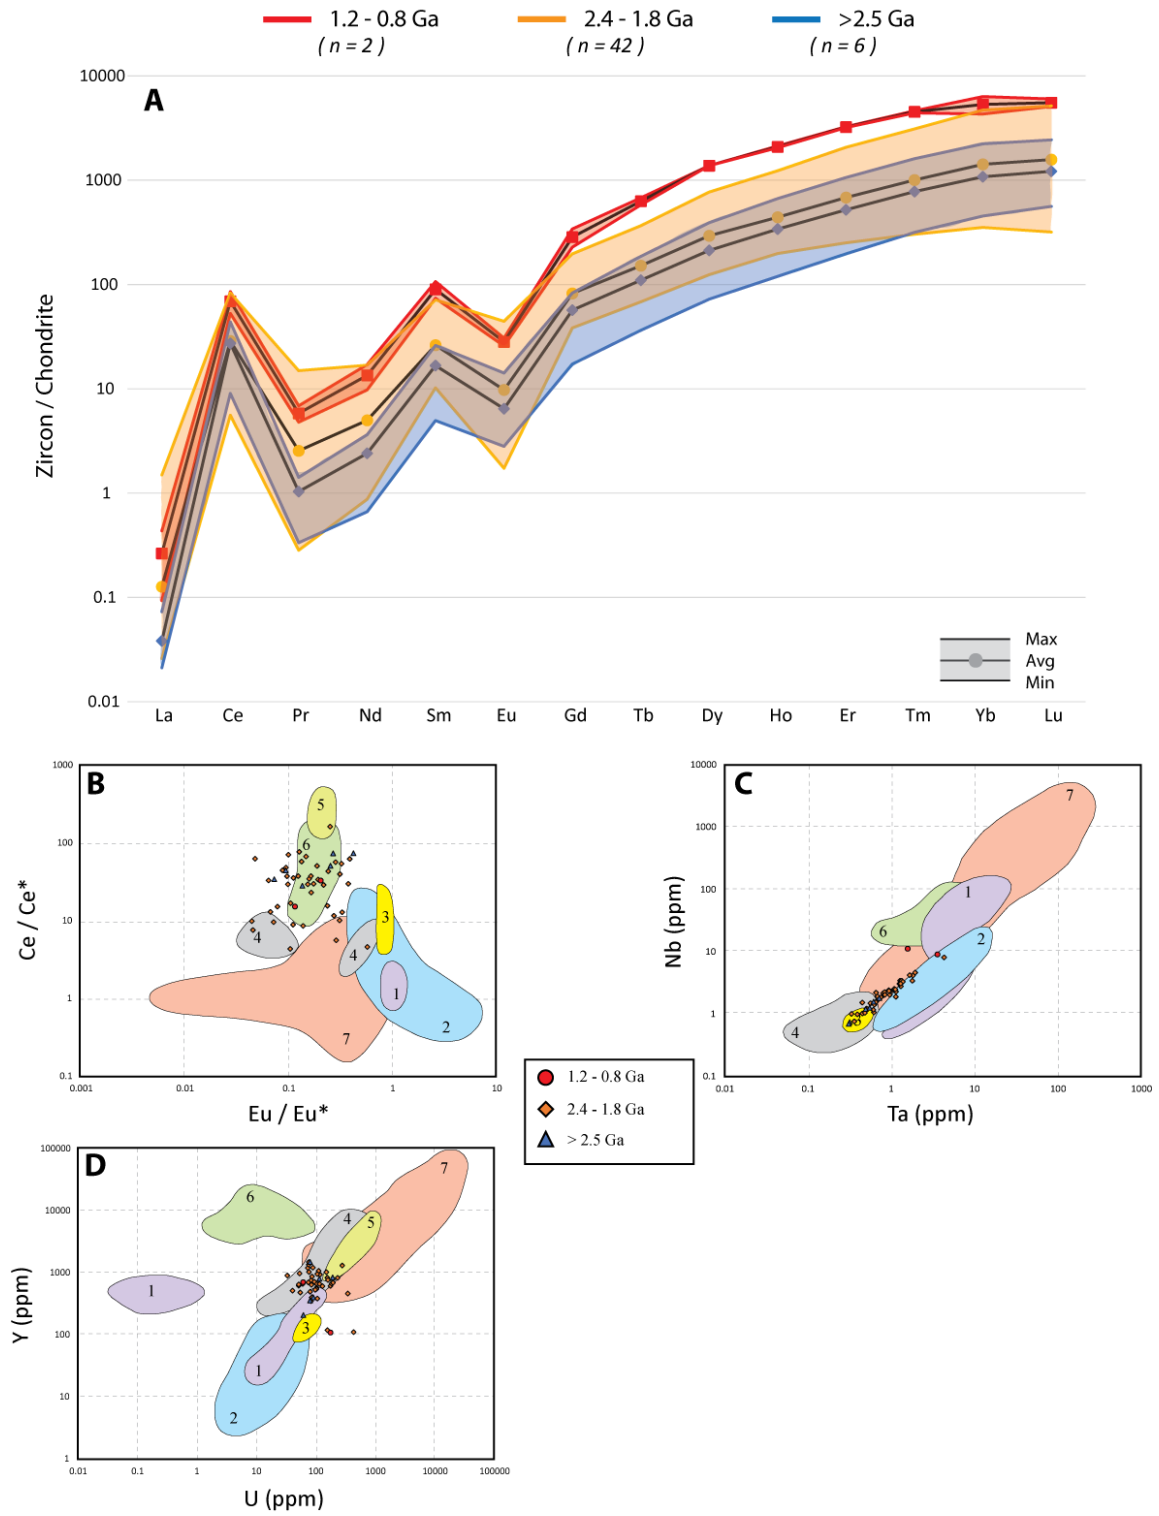 1.2 - 0.8 Ga 2.4 - 1.8 Ga >2.5 Ga
( n = 2 ) ( n = 42 ) ( n = 6 )
A
Zircon / Chondrite
10000
1000
100
10
1
0.1
0.01
Max
Avg
Min
La Ce Pr Nd Sm Eu Gd Tb Dy Ho Er Tm Yb Lu
B
Ce / Ce*
1000
100
10
1
0.1
5
6
3
4
4
1
2
7
0.001 0.01 0.1 1 10
Eu / Eu*
C
Nb (ppm)
10000
1000
100
10
1
0.1
7
1
6
2
3
4
0.01 0.1 1 10 100 1000
Ta (ppm)
1.2 - 0.8 Ga
2.4 - 1.8 Ga
> 2.5 Ga
D
Y (ppm)
100000
10000
1000
100
10
1
7
6
4
5
1
3
1
2
0.01 0.1 1 10 100 1000 10000 100000
U (ppm)